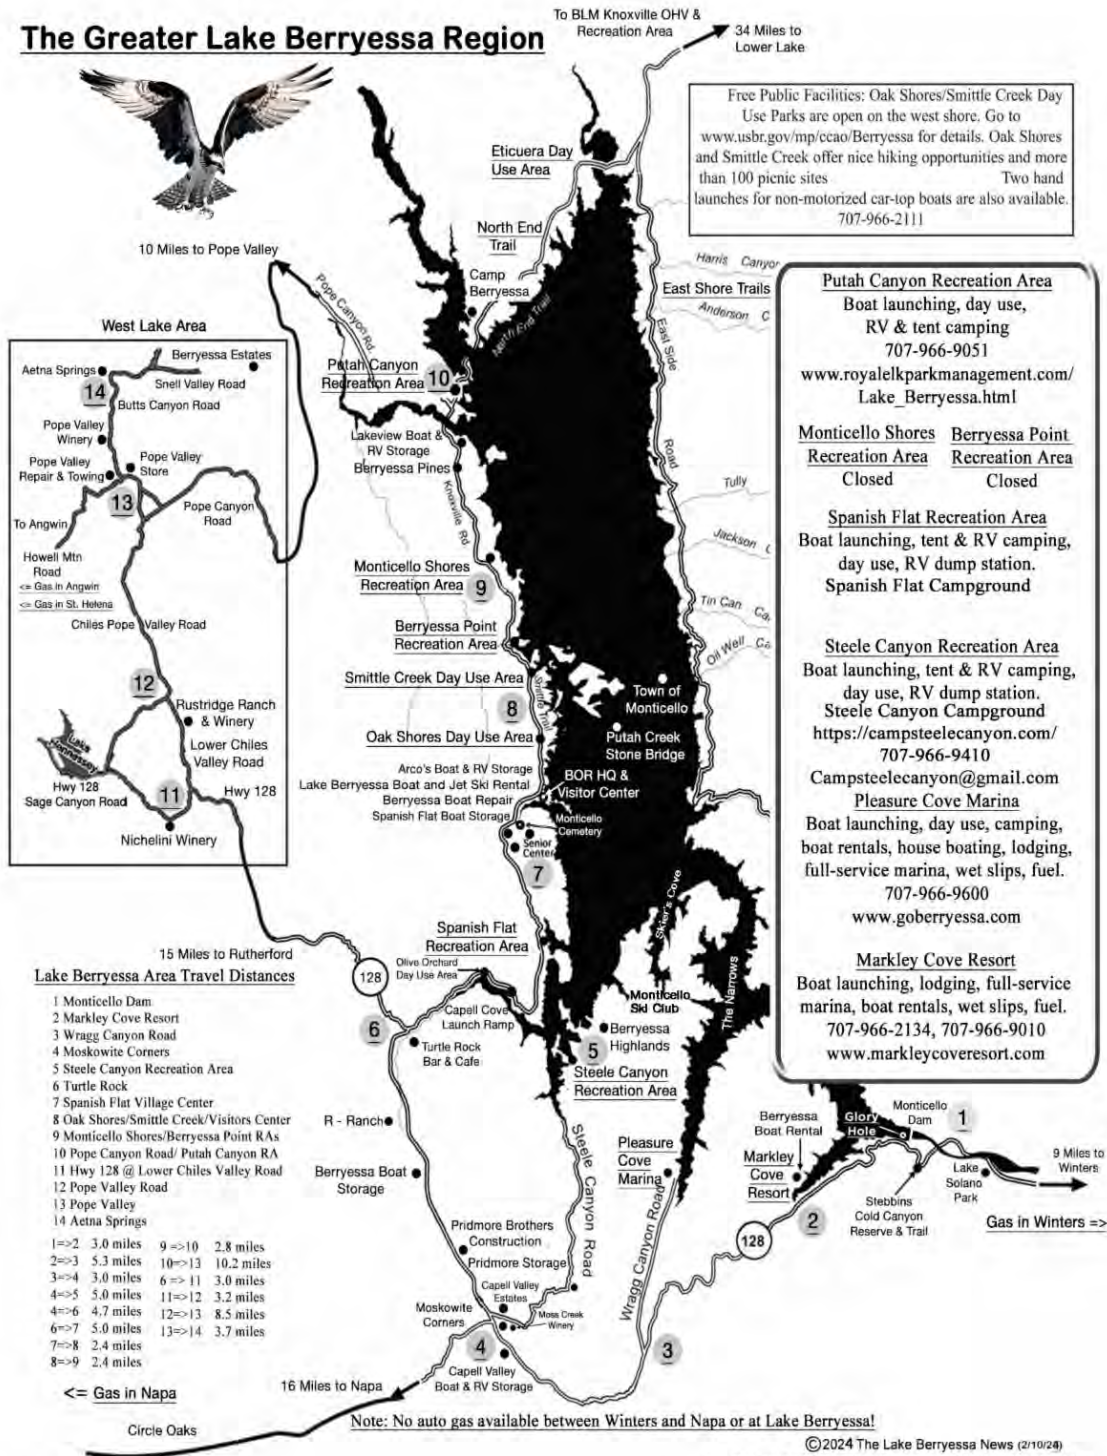 The Greater Lake Berryessa Region
To BLM Knoxville OHV &
Recreation Area
34 Miles to
Lower Lake
Free Public Facilities: Oak Shores/Smittle Creek Day
Use Parks are open on the west shore. Go to
www.usbr.gov/mp/ccao/Berryessa for details. Oak Shores
and Smittle Creek offer nice hiking opportunities and more
than 100 picnic sites Two hand
launches for non-motorized car-top boats are also available.
707-966-2111
Eticuera Day
Use Area
North End
Trail
Camp
Berryessa
North End Trail
Harris Canyon
East Shore Trails
Anderson C
East Side
Road
10 Miles to Pope Valley
Pope Canyon Rd.
Putah Canyon
Recreation Area
10
Lakeview Boat &
RV Storage
Berryessa Pines
Knoxville Rd.
Tully
Jackson C
Tin Can Ca
Oil Well Ca
Monticello Shores
Recreation Area
9
Berryessa Point
Recreation Area
Smittle Creek Day Use Area
8
Smittle Trail
Oak Shores Day Use Area
Town of
Monticello
Putah Creek
Stone Bridge
Arco's Boat & RV Storage
Lake Berryessa Boat and Jet Ski Rental
Berryessa Boat Repair
Spanish Flat Boat Storage
BOR HQ &
Visitor Center
Monticello
Cemetery
Senior
Center
7
Skier's Cove
Spanish Flat
Recreation Area
Olive Orchard
Day Use Area
Capell Cove
Launch Ramp
The Narrows
Monticello
Ski Club
Berryessa
Highlands
5
Steele Canyon
Recreation Area
West Lake Area
Berryessa Estates
Aetna Springs
Snell Valley Road
14
Butts Canyon Road
Pope Valley
Winery
Pope Valley
Repair & Towing
Pope Valley
Store
13
Pope Canyon
Road
To Angwin
Howell Mtn
Road
<= Gas in Angwin
<= Gas in St. Helena
Chiles Pope Valley Road
12
Rustridge Ranch
& Winery
Lower Chiles
Valley Road
Lake
Hennessey
Hwy 128
Sage Canyon Road
11
Hwy 128
Nichelini Winery
15 Miles to Rutherford
128
6
Turtle Rock
Bar & Cafe
R - Ranch
Berryessa Boat
Storage
Pridmore Brothers
Construction
Pridmore Storage
Steele Canyon Road
Capell Valley
Estates
Moskowite
Corners
Moss Creek
Winery
4
Capell Valley
Boat & RV Storage
16 Miles to Napa
Pleasure
Cove
Marina
Wragg Canyon Road
3
Berryessa
Boat Rental
Markley
Cove
Resort
2
128
Glory
Hole
Monticello
Dam
1
Stebbins
Cold Canyon
Reserve & Trail
Lake
Solano
Park
9 Miles to
Winters
Gas in Winters =>
Putah Canyon Recreation Area
Boat launching, day use,
RV & tent camping
707-966-9051
www.royalelkparkmanagement.com/
Lake_Berryessa.html
Monticello Shores
Recreation Area
Closed
Berryessa Point
Recreation Area
Closed
Spanish Flat Recreation Area
Boat launching, tent & RV camping,
day use, RV dump station.
Spanish Flat Campground
Steele Canyon Recreation Area
Boat launching, tent & RV camping,
day use, RV dump station.
Steele Canyon Campground
https://campsteelecanyon.com/
707-966-9410
Campsteelecanyon@gmail.com
Pleasure Cove Marina
Boat launching, day use, camping,
boat rentals, house boating, lodging,
full-service marina, wet slips, fuel.
707-966-9600
www.goberryessa.com
Markley Cove Resort
Boat launching, lodging, full-service
marina, boat rentals, wet slips, fuel.
707-966-2134, 707-966-9010
www.markleycoveresort.com
Lake Berryessa Area Travel Distances
1 Monticello Dam
2 Markley Cove Resort
3 Wragg Canyon Road
4 Moskowite Corners
5 Steele Canyon Recreation Area
6 Turtle Rock
7 Spanish Flat Village Center
8 Oak Shores/Smittle Creek/Visitors Center
9 Monticello Shores/Berryessa Point RAs
10 Pope Canyon Road/ Putah Canyon RA
11 Hwy 128 @ Lower Chiles Valley Road
12 Pope Valley Road
13 Pope Valley
14 Aetna Springs
1=>2 3.0 miles 9 =>10 2.8 miles
2=>3 5.3 miles 10=>13 10.2 miles
3=>4 3.0 miles 6 => 11 3.0 miles
4=>5 5.0 miles 11=>12 3.2 miles
4=>6 4.7 miles 12=>13 8.5 miles
6=>7 5.0 miles 13=>14 3.7 miles
7=>8 2.4 miles
8=>9 2.4 miles
<= Gas in Napa
Circle Oaks
Note: No auto gas available between Winters and Napa or at Lake Berryessa!
©2024 The Lake Berryessa News (2/10/24)